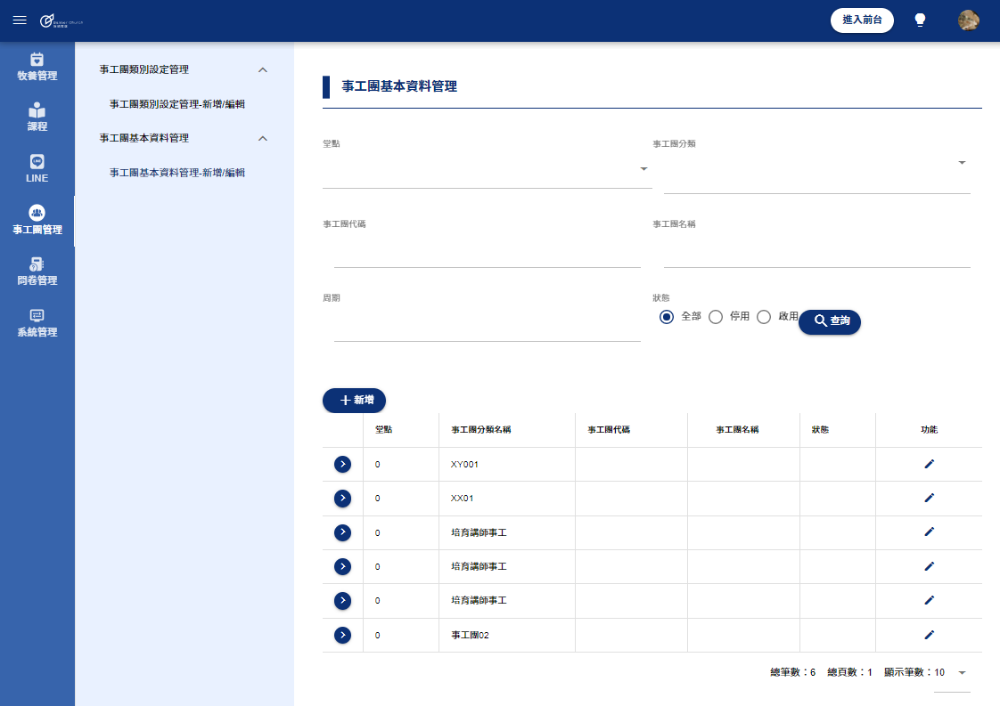 進入前台
牧養管理
課程
LINE
事工團管理
問卷管理
系統管理
事工團類別設定管理
事工團類別設定管理-新增/編輯
事工團基本資料管理
事工團基本資料管理-新增/編輯
事工團基本資料管理
堂點
事工團分類
事工團代碼
事工團名稱
周期
狀態
全部 停用 啟用 查詢
新增
堂點 事工團分類名稱 事工團代碼 事工團名稱 狀態 功能
0 XY001
0 XX01
0 培育講師事工
0 培育講師事工
0 培育講師事工
0 事工團02
總筆數：6 總頁數：1 顯示筆數：10